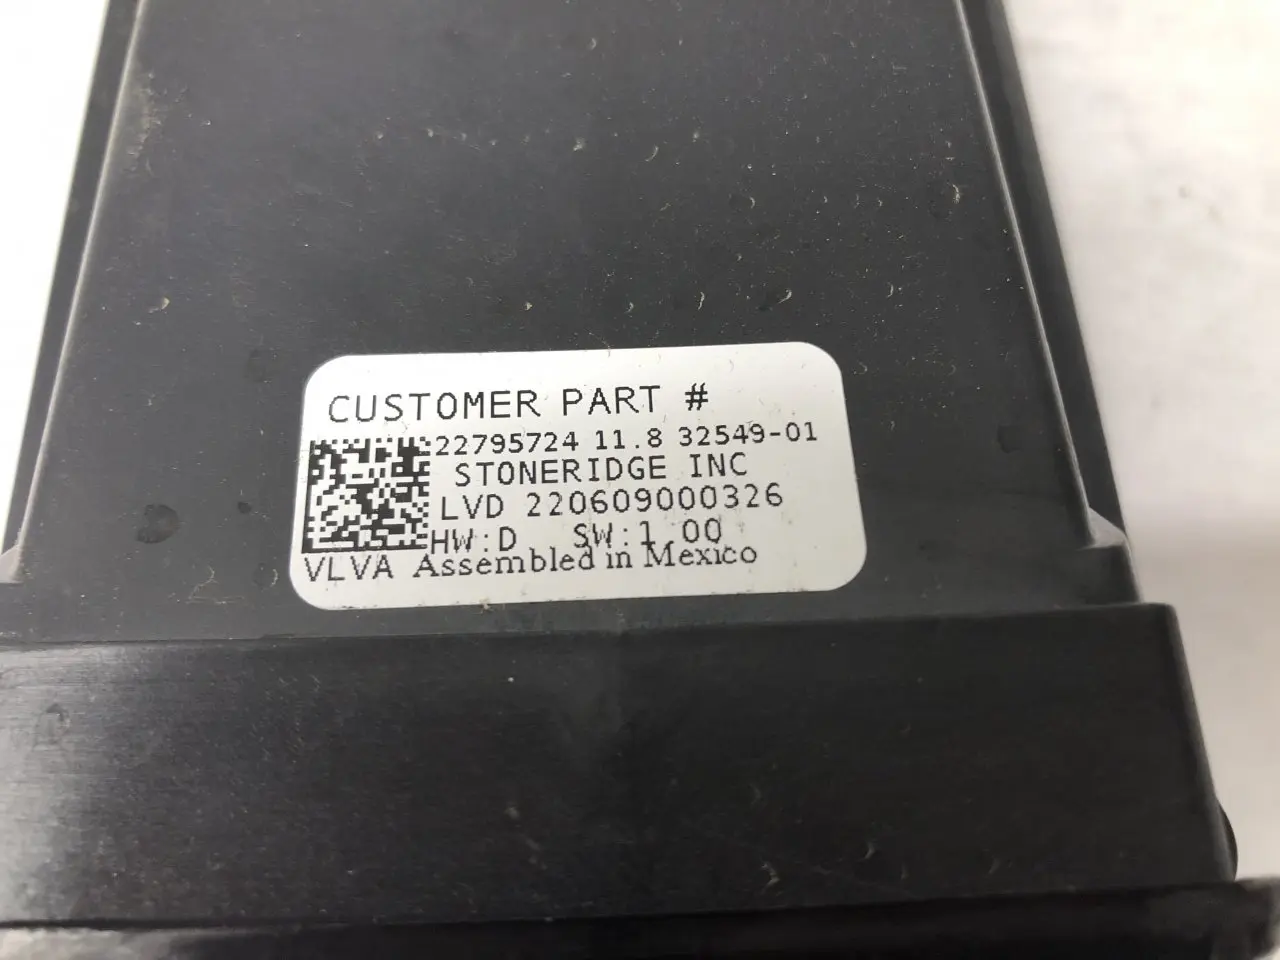 CUSTOMER PART #
22795724 11.8 32549-01
STONERIDGE INC
LVD 220609000326
HW:D SW:1.00
VLVA Assembled in Mexico